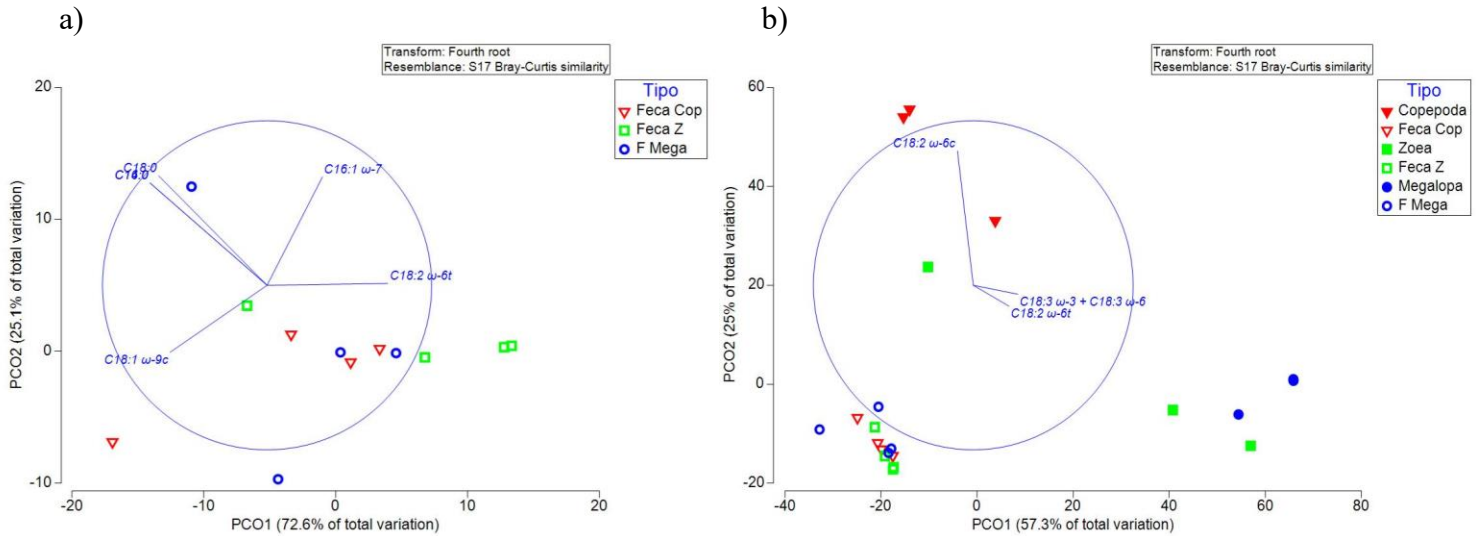 a)
Transform: Fourth root
Resemblance: S17 Bray-Curtis similarity
Tipo
Feca Cop
Feca Z
F Mega
20
10
0
-10
PCO2 (25.1% of total variation)
C18:0
C16:1 ω-7
C18:2 ω-6t
C18:1 ω-9c
-20
-10
0
10
20
PCO1 (72.6% of total variation)
b)
Transform: Fourth root
Resemblance: S17 Bray-Curtis similarity
Tipo
Copepoda
Feca Cop
Zoea
Feca Z
Megalopa
F Mega
60
40
20
0
-20
PCO2 (25% of total variation)
C18:2 ω-6c
C18:3 ω-3 + C18:3 ω-6
C18:2 ω-6t
-40
-20
0
20
40
60
80
PCO1 (57.3% of total variation)